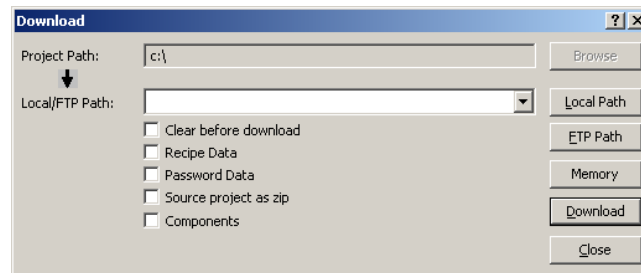 Download
Project Path: c:\ Browse
Local/FTP Path: Local Path
Clear before download
FTP Path
Recipe Data
Password Data Memory
Source project as zip
Download
Components
Close